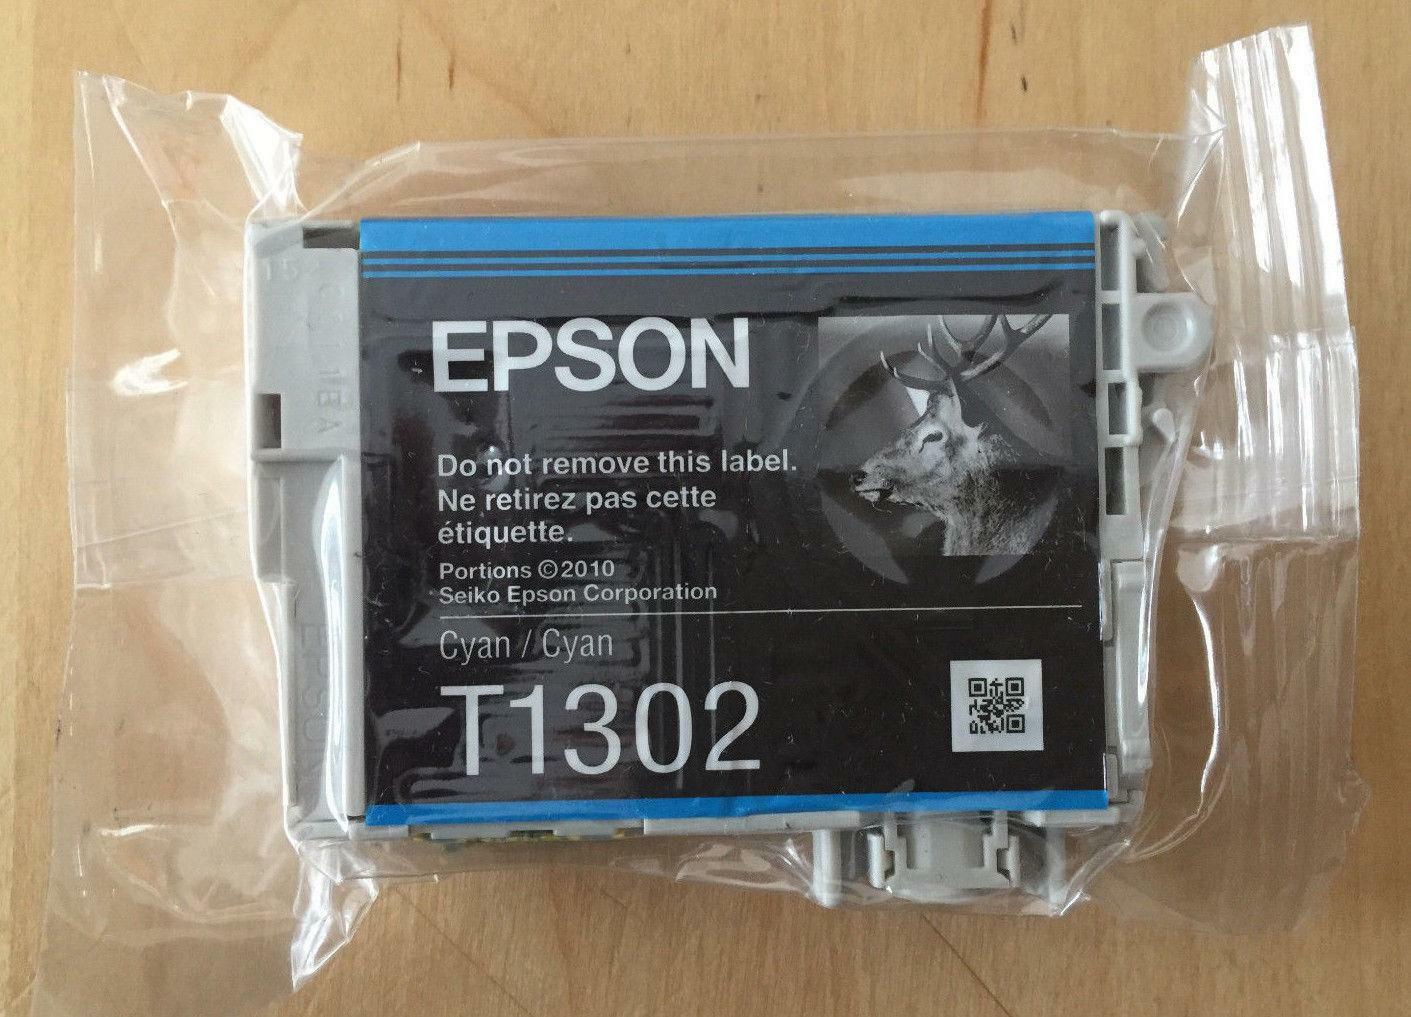 EPSON
Do not remove this label.
Ne retirez pas cette
étiquette.
Portions ©2010
Seiko Epson Corporation
Cyan / Cyan
T1302